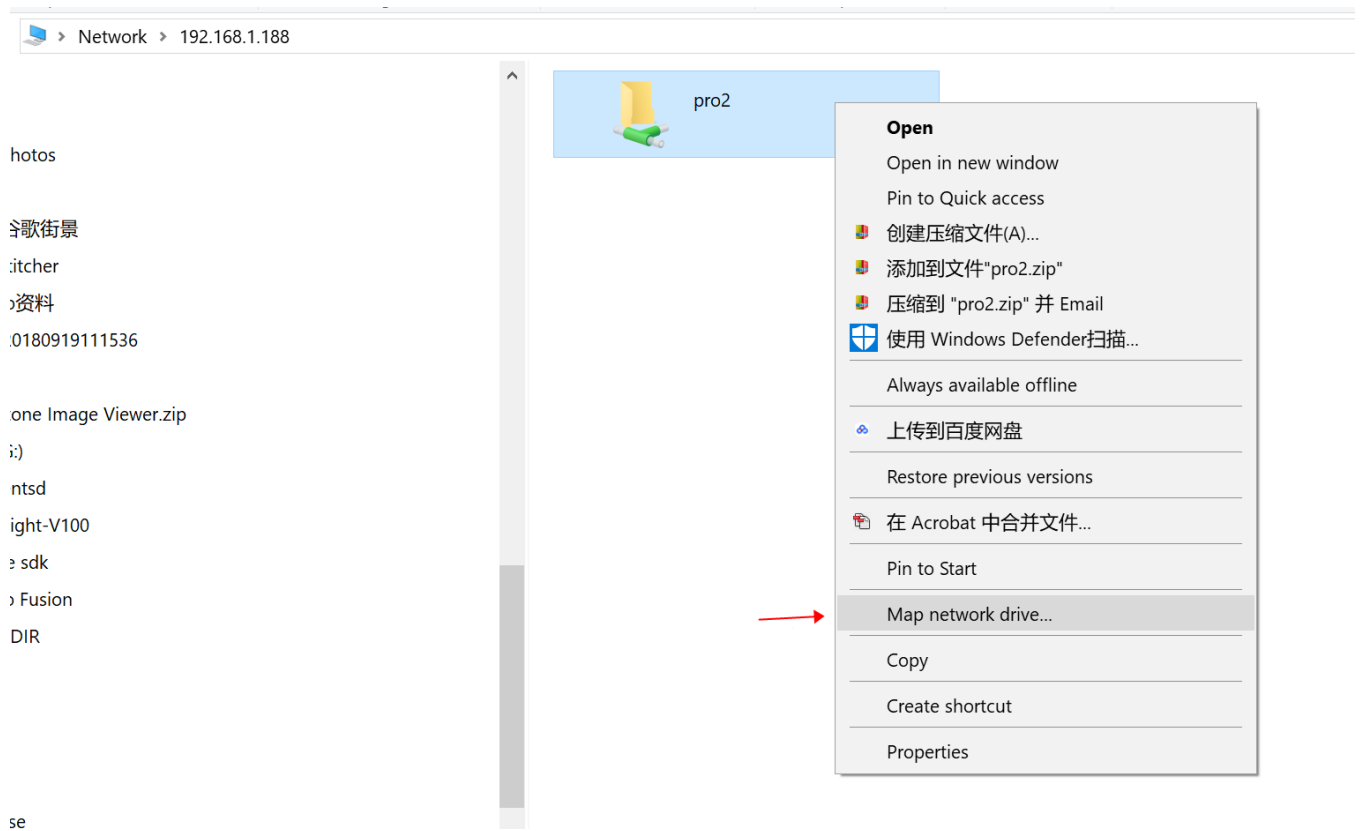 Network > 192.168.1.188
hotos
谷歌街景
titcher
资料
20180919111536
tone Image Viewer.zip
G:)
ntsd
ight-V100
e sdk
Fusion
DIR
se
pro2
Open
Open in new window
Pin to Quick access
创建压缩文件(A)...
添加到文件"pro2.zip"
压缩到 "pro2.zip" 并 Email
使用 Windows Defender扫描...
Always available offline
上传到百度网盘
Restore previous versions
在 Acrobat 中合并文件...
Pin to Start
Map network drive...
Copy
Create shortcut
Properties